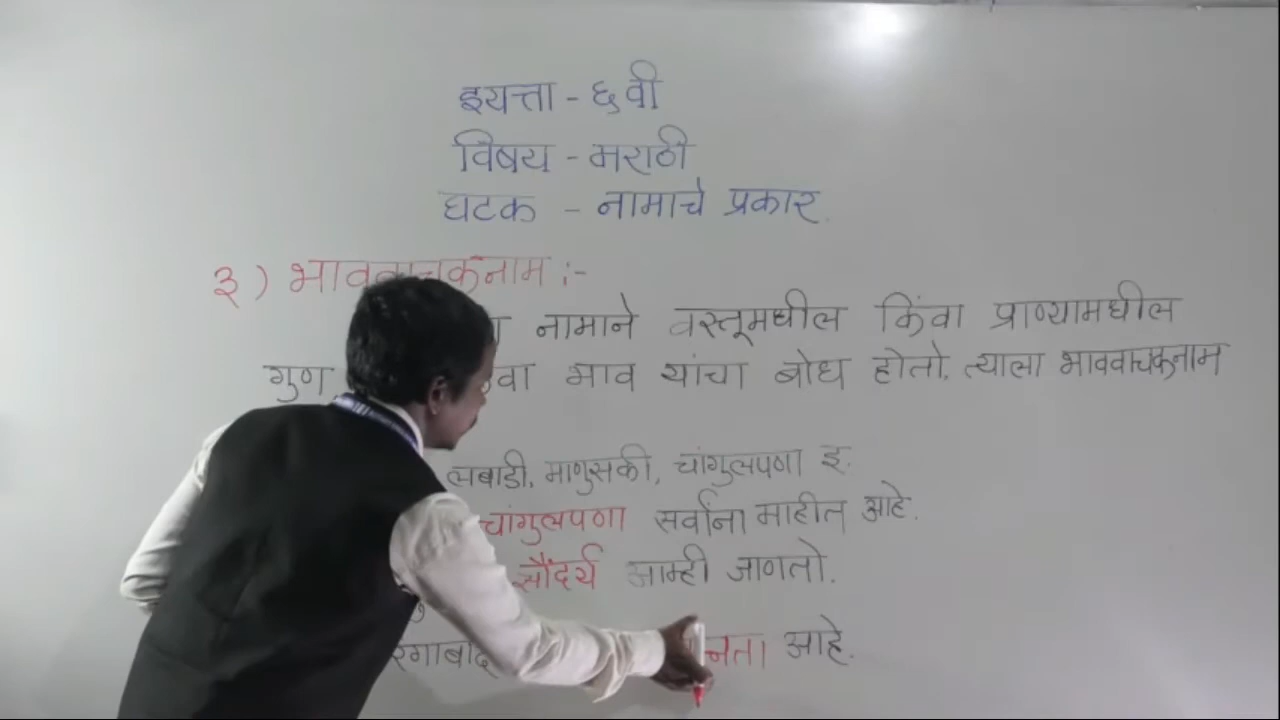 इयत्ता - ६ वी
विषय - मराठी
घटक - नामाचे प्रकार.
३) भाववाचकनाम :-
नामाने वस्तूमधील किंवा प्राण्यामधील
गुण भाव यांचा बोध होतो. त्याला भाववाचकनाम
लबाडी, माणुसकी, चांगुलपणा इ.
चांगुलपणा सर्वांना माहीत आहे.
सौंदर्य आम्ही जाणतो.
आहे.